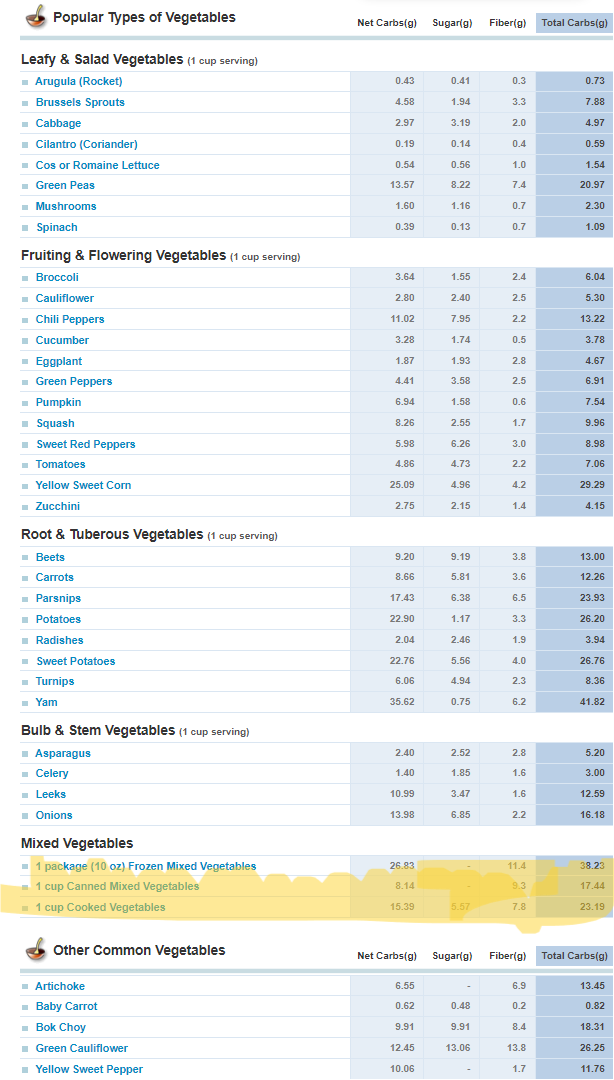 Popular Types of Vegetables Net Carbs(g) Sugar(g) Fiber(g) Total Carbs(g)
Leafy & Salad Vegetables (1 cup serving)
Arugula (Rocket) 0.43 0.41 0.3 0.73
Brussels Sprouts 4.58 1.94 3.3 7.88
Cabbage 2.97 3.19 2.0 4.97
Cilantro (Coriander) 0.19 0.14 0.4 0.59
Cos or Romaine Lettuce 0.54 0.56 1.0 1.54
Green Peas 13.57 8.22 7.4 20.97
Mushrooms 1.60 1.16 0.7 2.30
Spinach 0.39 0.13 0.7 1.09
Fruiting & Flowering Vegetables (1 cup serving)
Broccoli 3.64 1.55 2.4 6.04
Cauliflower 2.80 2.40 2.5 5.30
Chili Peppers 11.02 7.95 2.2 13.22
Cucumber 3.28 1.74 0.5 3.78
Eggplant 1.87 1.93 2.8 4.67
Green Peppers 4.41 3.58 2.5 6.91
Pumpkin 6.94 1.58 0.6 7.54
Squash 8.26 2.55 1.7 9.96
Sweet Red Peppers 5.98 6.26 3.0 8.98
Tomatoes 4.86 4.73 2.2 7.06
Yellow Sweet Corn 25.09 4.96 4.2 29.29
Zucchini 2.75 2.15 1.4 4.15
Root & Tuberous Vegetables (1 cup serving)
Beets 9.20 9.19 3.8 13.00
Carrots 8.66 5.81 3.6 12.26
Parsnips 17.43 6.38 6.5 23.93
Potatoes 22.90 1.17 3.3 26.20
Radishes 2.04 2.46 1.9 3.94
Sweet Potatoes 22.76 5.56 4.0 26.76
Turnips 6.06 4.94 2.3 8.36
Yam 35.62 0.75 6.2 41.82
Bulb & Stem Vegetables (1 cup serving)
Asparagus 2.40 2.52 2.8 5.20
Celery 1.40 1.85 1.6 3.00
Leeks 10.99 3.47 1.6 12.59
Onions 13.98 6.85 2.2 16.18
Mixed Vegetables
1 package (10 oz) Frozen Mixed Vegetables 26.83 - 11.4 38.23
1 cup Canned Mixed Vegetables 8.14 - 9.3 17.44
1 cup Cooked Vegetables 15.39 5.57 7.8 23.19
Other Common Vegetables Net Carbs(g) Sugar(g) Fiber(g) Total Carbs(g)
Artichoke 6.55 - 6.9 13.45
Baby Carrot 0.62 0.48 0.2 0.82
Bok Choy 9.91 9.91 8.4 18.31
Green Cauliflower 12.45 13.06 13.8 26.25
Yellow Sweet Pepper 10.06 - 1.7 11.76